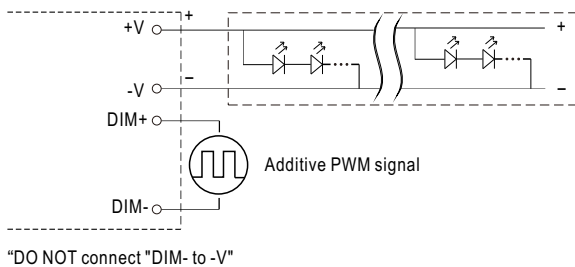 +V
+
+
-V
−
−
DIM+
Additive PWM signal
DIM-
“DO NOT connect "DIM- to -V"